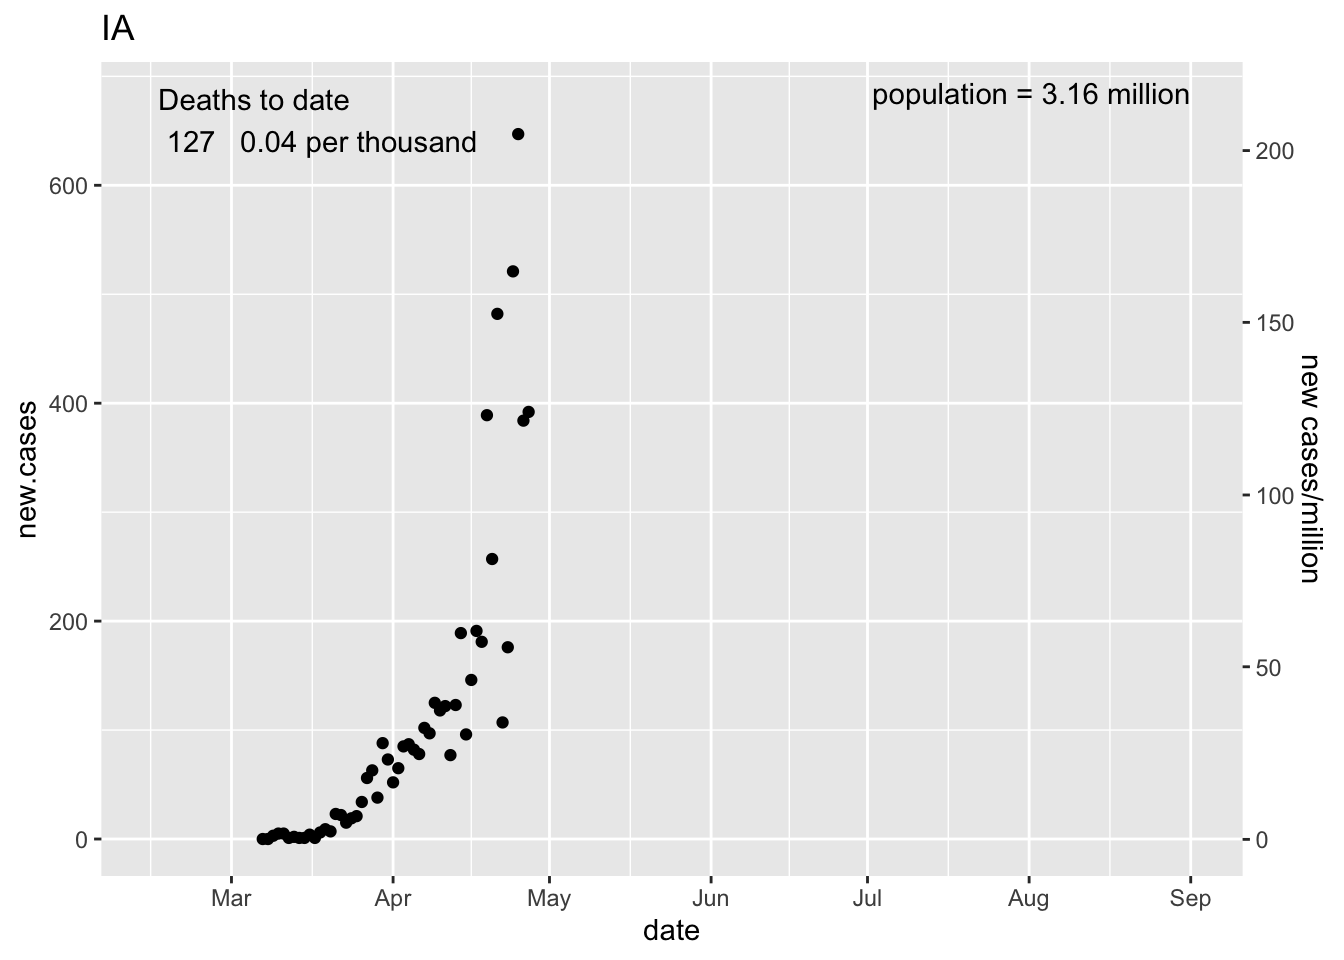 IA
Deaths to date
127 0.04 per thousand
population = 3.16 million
new.cases
600
400
200
0
200
150
100
50
0
new cases/million
Mar Apr May Jun Jul Aug Sep
date